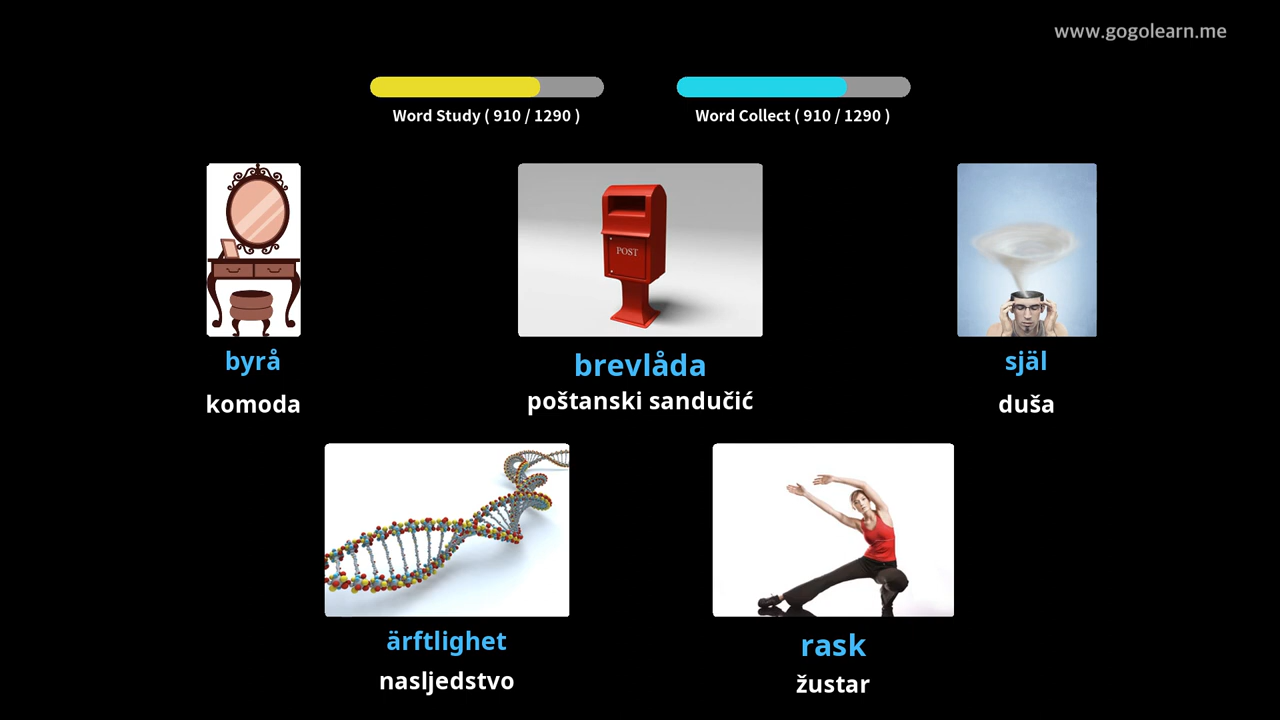 www.gogolearn.me
Word Study ( 910 / 1290 )
Word Collect ( 910 / 1290 )
POST
byrå
komoda
brevlåda
poštanski sandučić
själ
duša
ärftlighet
nasljedstvo
rask
žustar